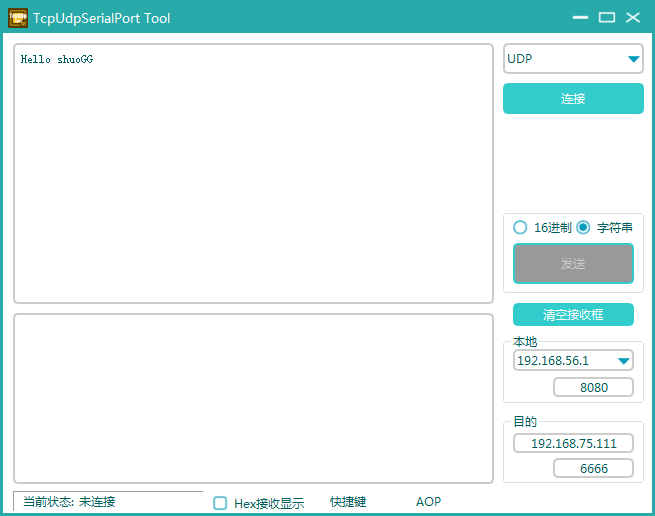 TcpUdpSerialPort Tool
Hello shuoGG
UDP
连接
16进制 字符串
发送
清空接收框
本地
192.168.56.1
8080
目的
192.168.75.111
6666
当前状态: 未连接 Hex接收显示 快捷键 AOP